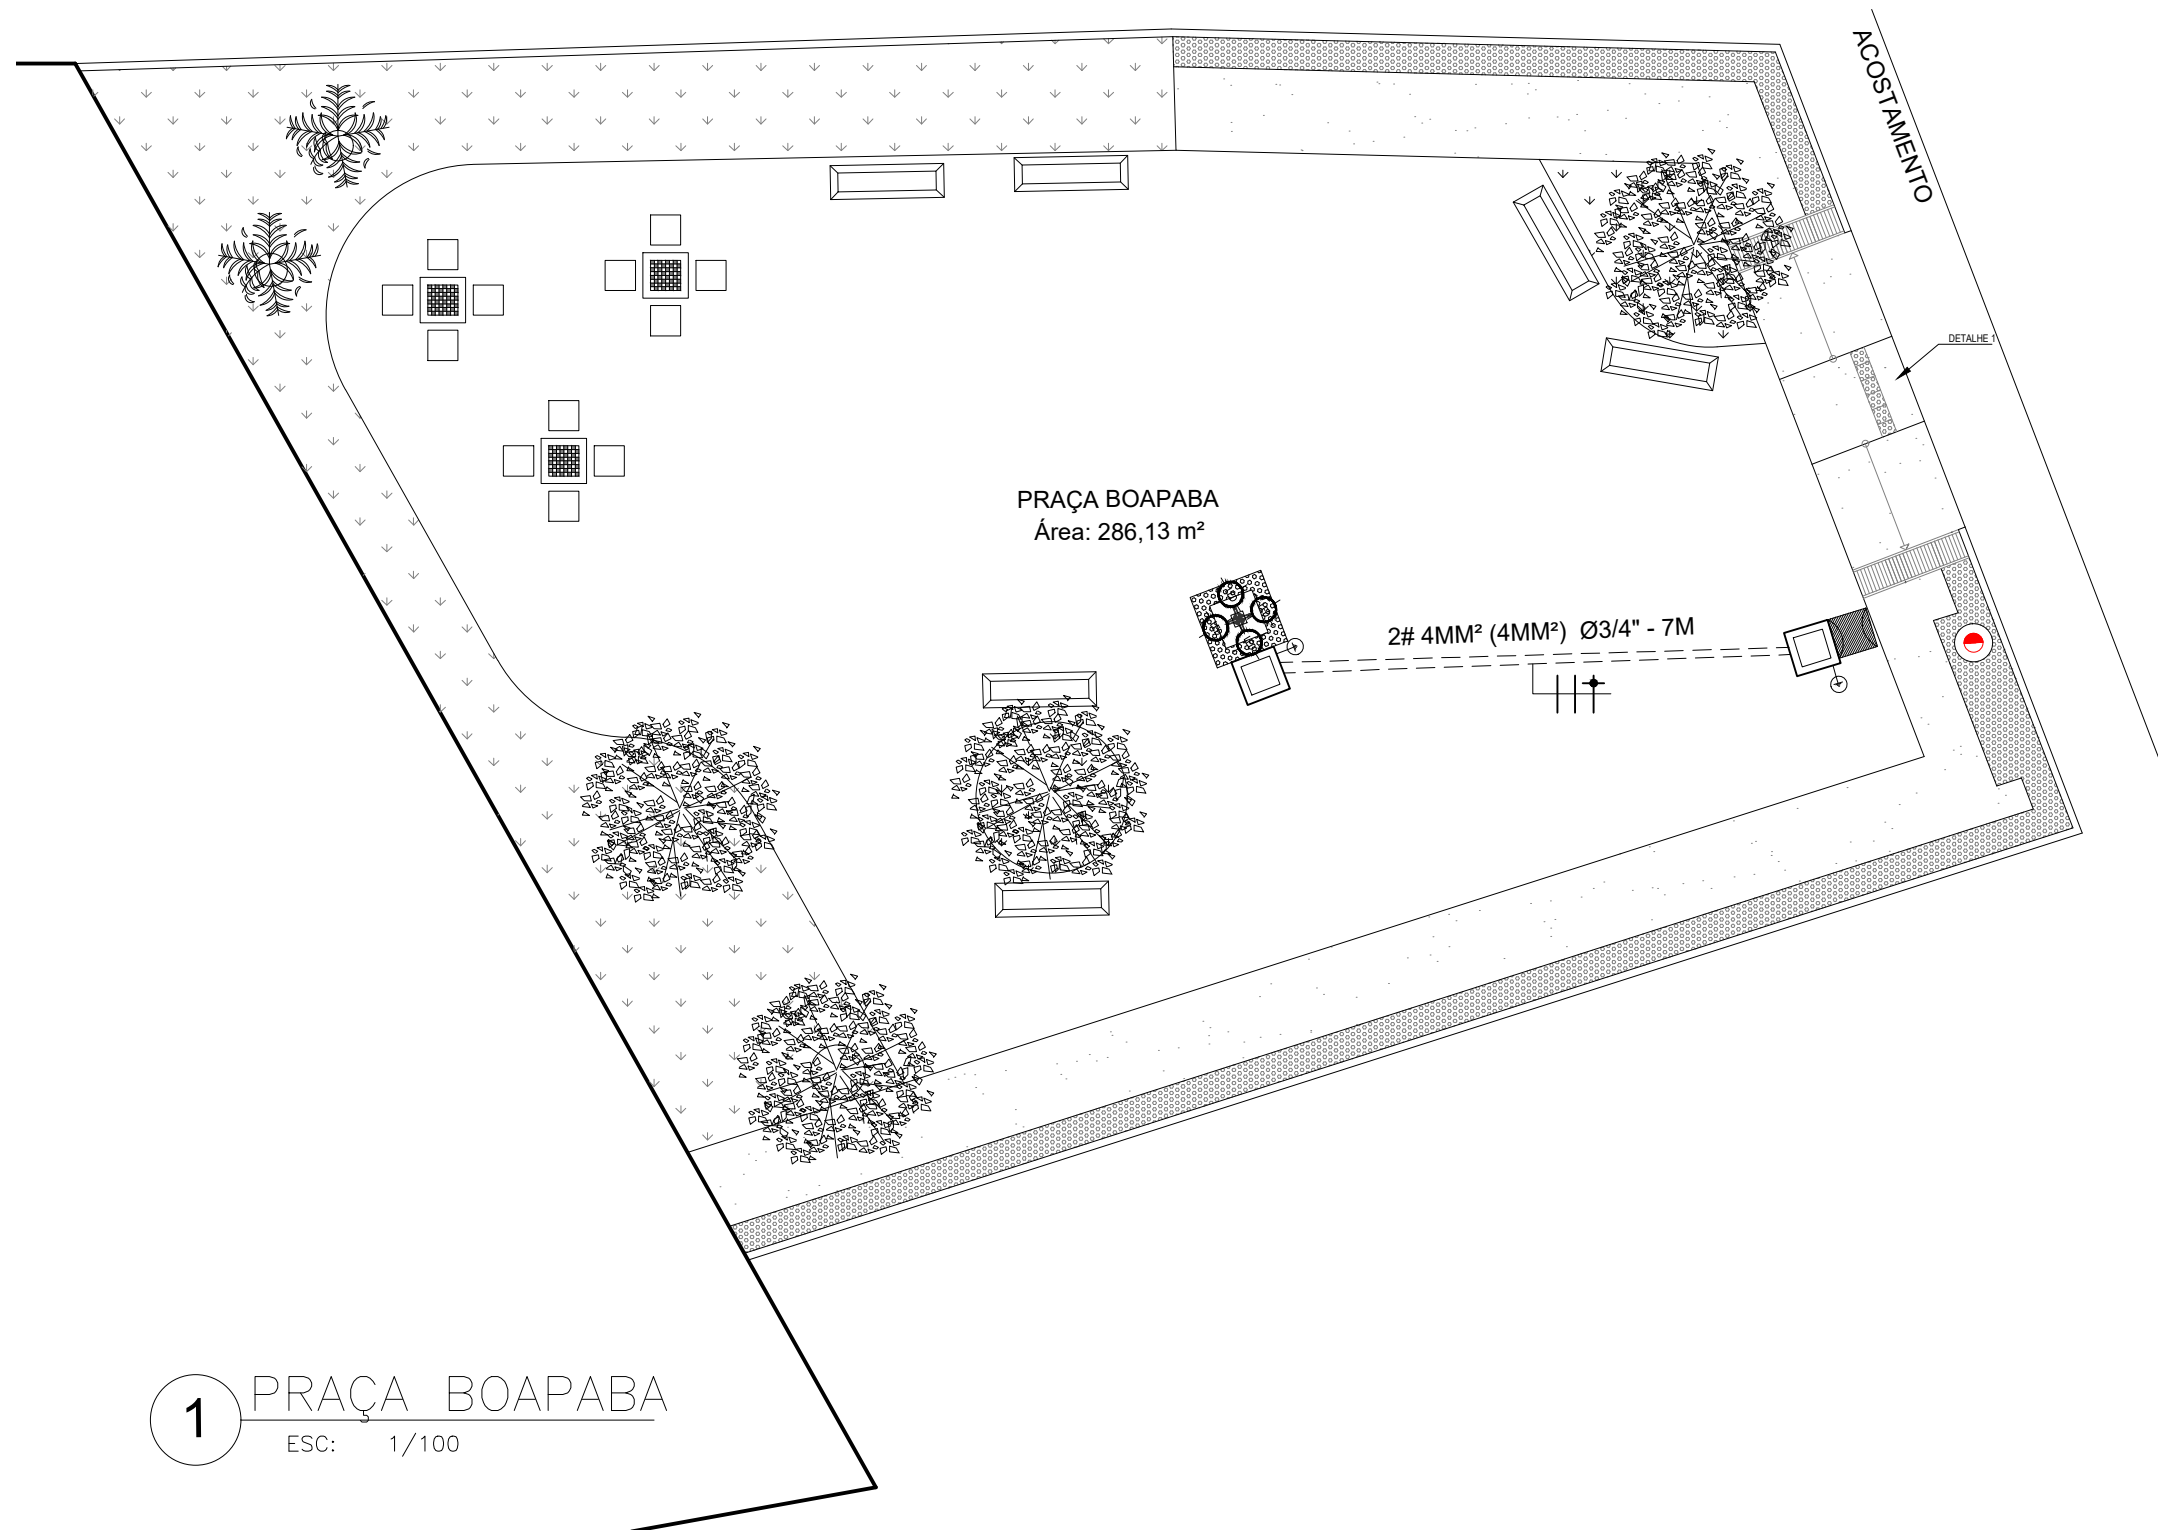 ACOSTAMENTO
DETALHE 1
PRAÇA BOAPABA
Área: 286,13 m²
2# 4MM² (4MM²) Ø3/4" - 7M
1
PRAÇA BOAPABA
ESC: 1/100